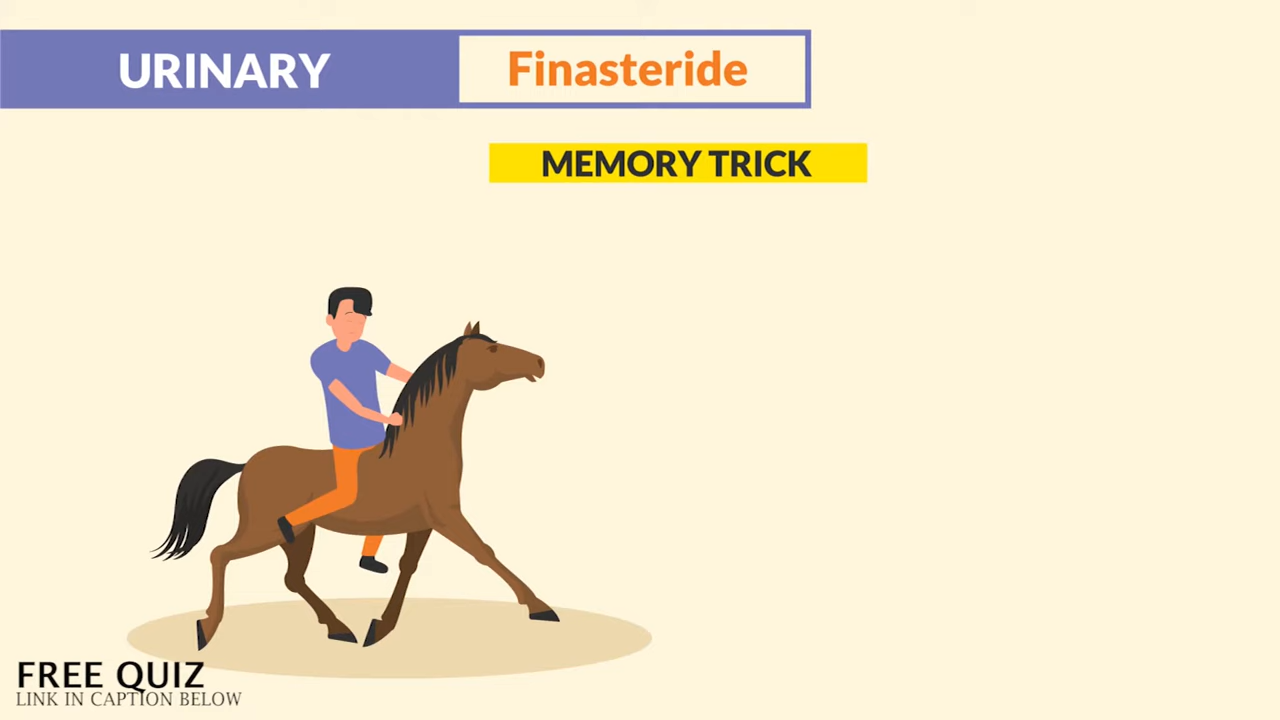 URINARY Finasteride
MEMORY TRICK
FREE QUIZ
LINK IN CAPTION BELOW